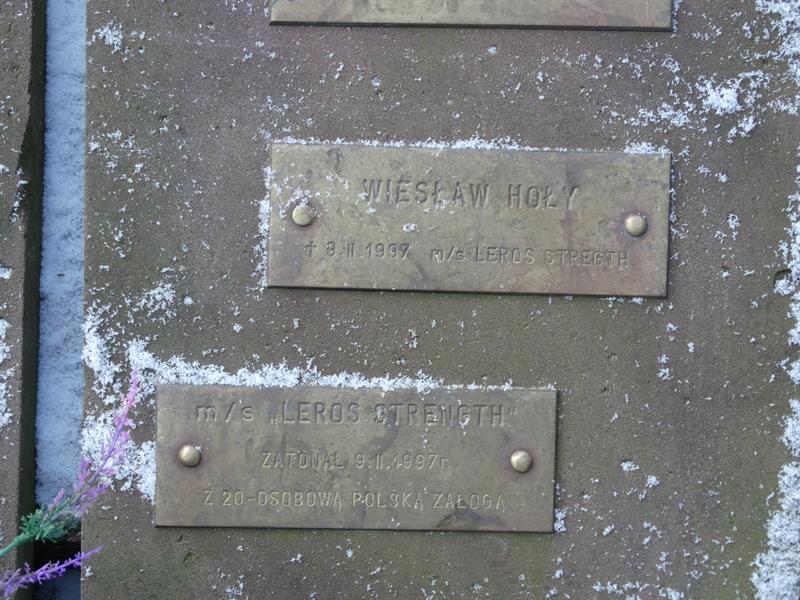 WIESŁAW HOŁY
✝ 9.II.1997 m/s LEROS STREGTH
m/s „LEROS STRENGTH"
ZATONĄŁ 9.II.1997r.
Z 20-OSOBOWĄ POLSKĄ ZAŁOGĄ